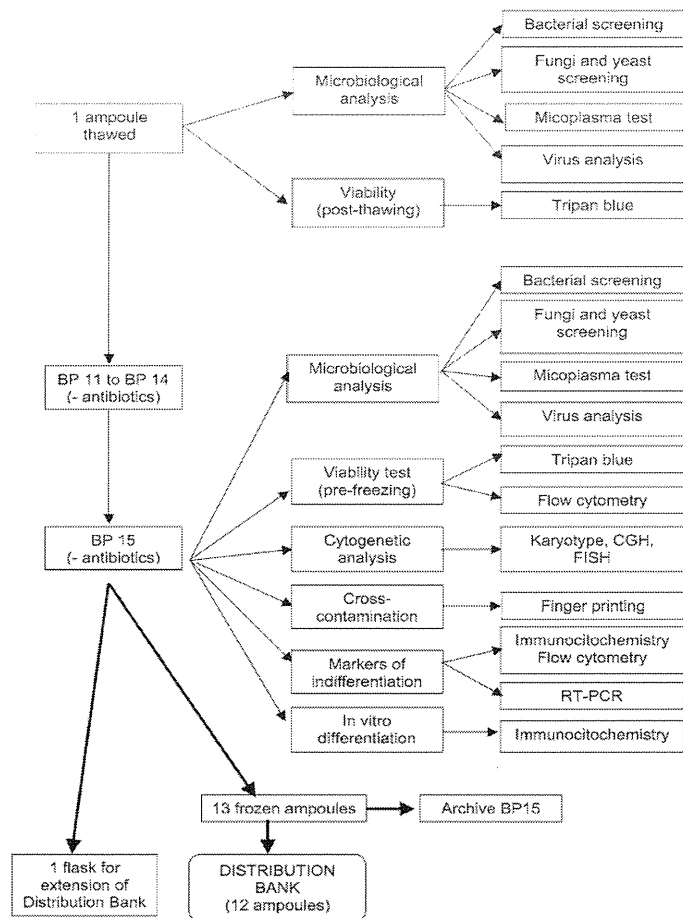 Bacterial screening
Microbiological
analysis
Fungi and yeast
screening
1 ampoule
thawed
Micoplasma test
Virus analysis
Viability
(post-thawing)
Tripan blue
Bacterial screening
Fungi and yeast
screening
BP 11 to BP 14
(- antibiotics)
Microbiological
analysis
Micoplasma test
Virus analysis
Viability test
(pre-freezing)
Tripan blue
Flow cytometry
BP 15
(- antibiotics)
Cytogenetic
analysis
Karyotype, CGH,
FISH
Cross-
contamination
Finger printing
Markers of
indifferentiation
Immunocitochemistry
Flow cytometry
RT-PCR
In vitro
differentiation
Immunocitochemistry
13 frozen ampoules
Archive BP15
1 flask for
extension of
Distribution Bank
DISTRIBUTION
BANK
(12 ampoules)